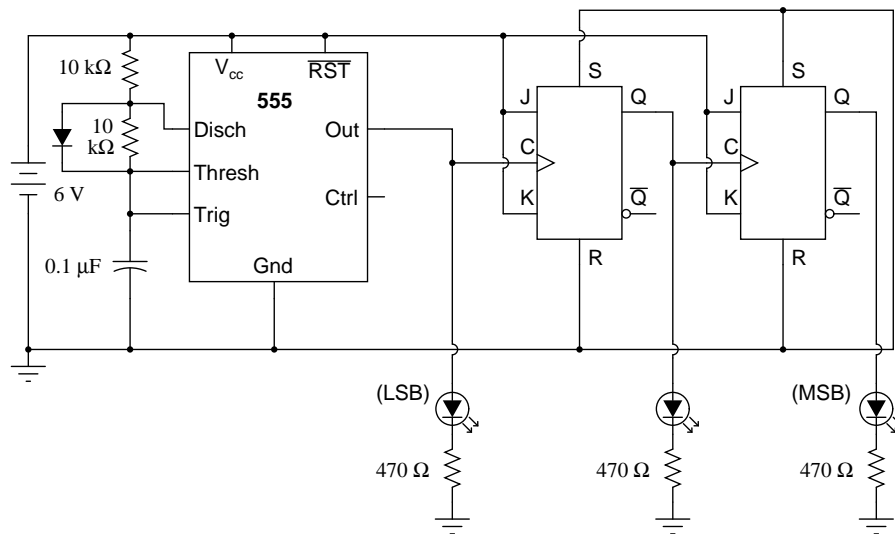 10 kΩ
10
kΩ
6 V
0.1 μF
Vcc
RST
555
Disch
Out
Thresh
Ctrl
Trig
Gnd
S
J
Q
C
K
Q
R
S
J
Q
C
K
Q
R
(LSB)
(MSB)
470 Ω
470 Ω
470 Ω